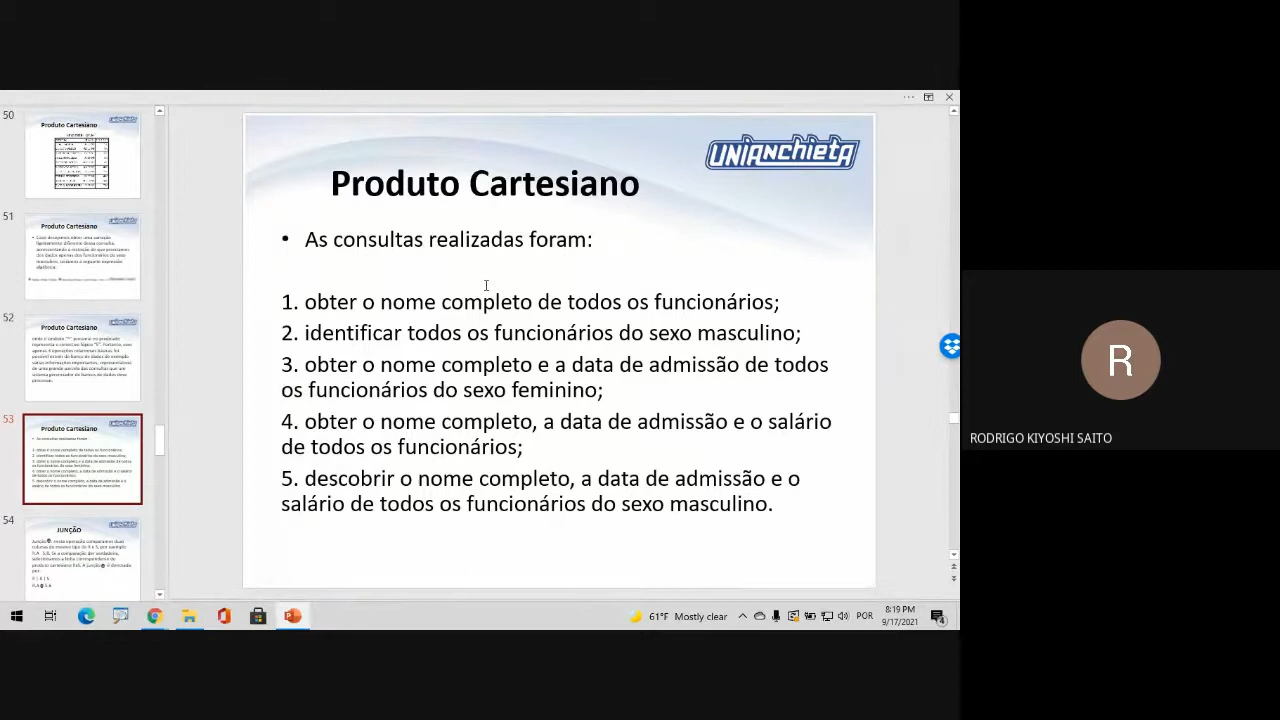 50
Produto Cartesiano
51
Produto Cartesiano
52
Produto Cartesiano
53
Produto Cartesiano
54
JUNÇÃO
UNIANCHIETA
Produto Cartesiano
• As consultas realizadas foram:
1. obter o nome completo de todos os funcionários;
2. identificar todos os funcionários do sexo masculino;
3. obter o nome completo e a data de admissão de todos
os funcionários do sexo feminino;
4. obter o nome completo, a data de admissão e o salário
de todos os funcionários;
5. descobrir o nome completo, a data de admissão e o
salário de todos os funcionários do sexo masculino.
R
RODRIGO KIYOSHI SAITO
61°F Mostly clear
POR
8:19 PM
9/17/2021
4